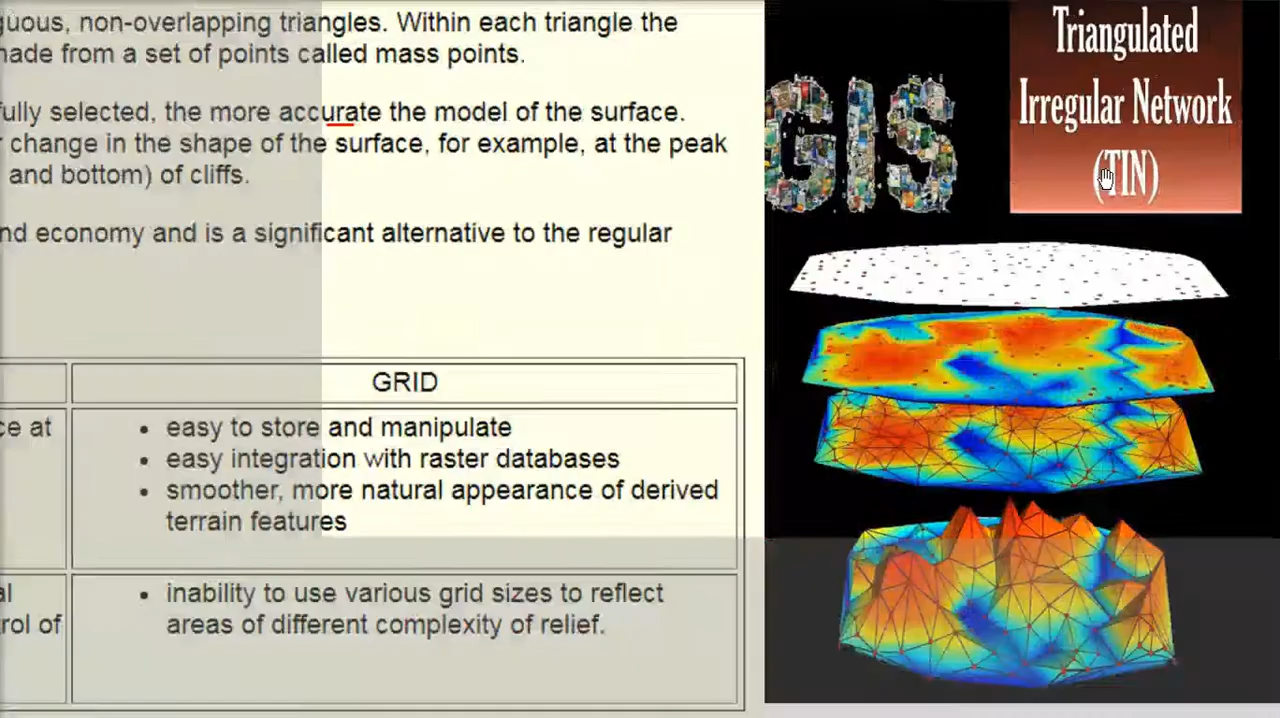 guous, non-overlapping triangles. Within each triangle the
made from a set of points called mass points.
fully selected, the more accurate the model of the surface.
change in the shape of the surface, for example, at the peak
and bottom) of cliffs.
nd economy and is a significant alternative to the regular
GRID
ce at
• easy to store and manipulate
• easy integration with raster databases
• smoother, more natural appearance of derived
terrain features
al
rol of
• inability to use various grid sizes to reflect
areas of different complexity of relief.
GIS
Triangulated
Irregular Network
(TIN)